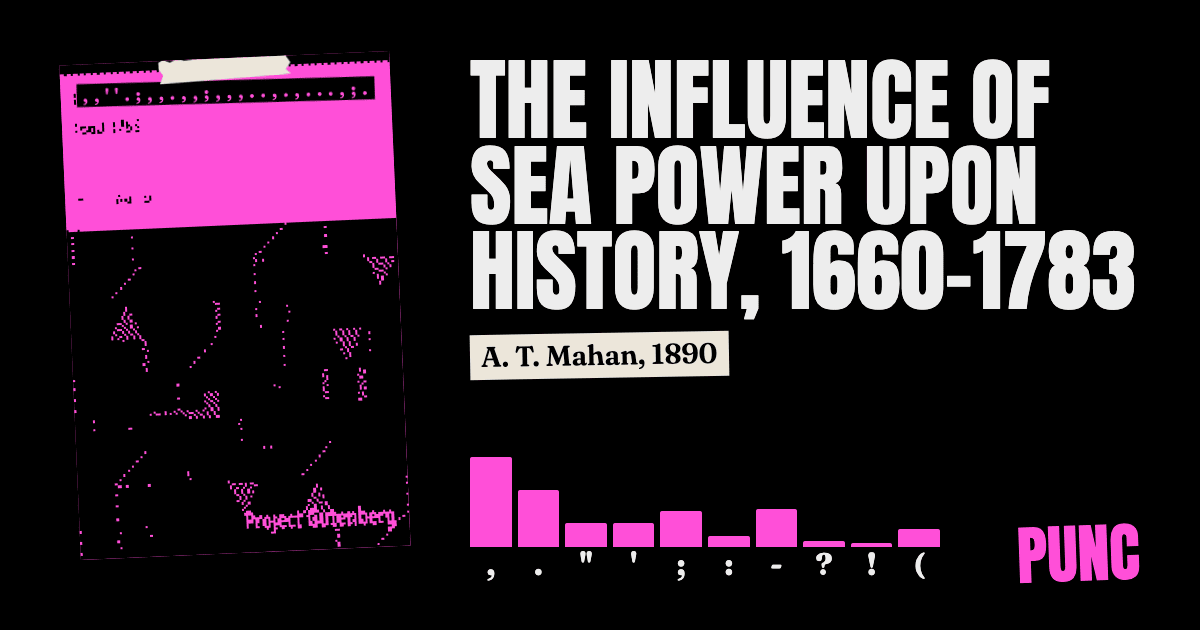 THE INFLUENCE OF
SEA POWER UPON
HISTORY, 1660-1783
A. T. Mahan, 1890
Project Gutenberg
, . " ' ; : - ? ! (
PUNC